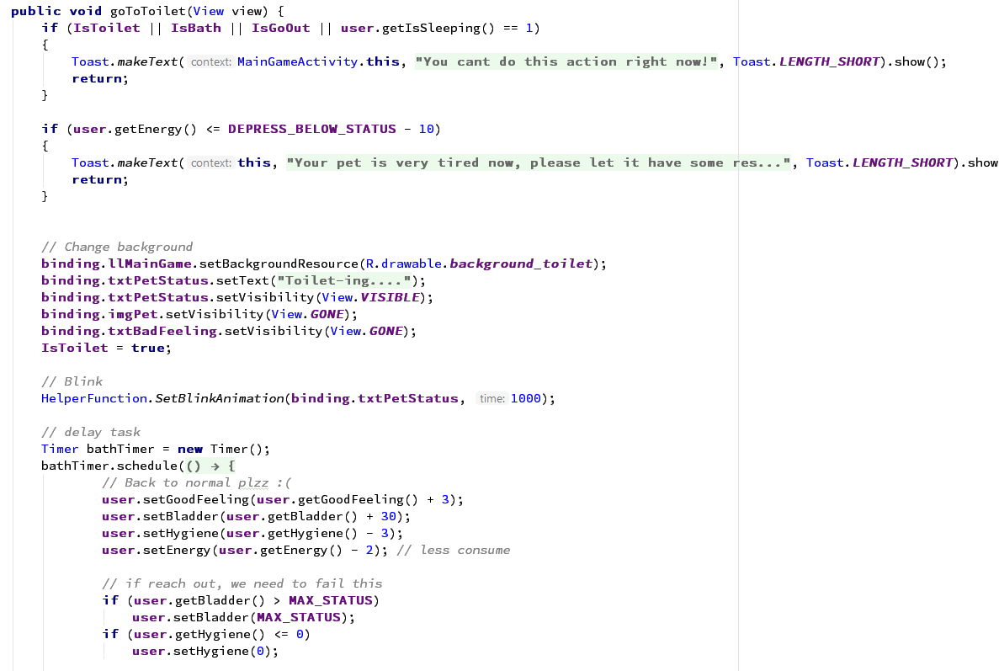 public void goToToilet(View view) {
if (IsToilet || IsBath || IsGoOut || user.getIsSleeping() == 1)
{
Toast.makeText( context: MainGameActivity.this, "You cant do this action right now!", Toast.LENGTH_SHORT).show();
return;
}
if (user.getEnergy() <= DEPRESS_BELOW_STATUS - 10)
{
Toast.makeText( context: this, "Your pet is very tired now, please let it have some res...", Toast.LENGTH_SHORT).show
return;
}
// Change background
binding.llMainGame.setBackgroundResource(R.drawable.background_toilet);
binding.txtPetStatus.setText("Toilet-ing....");
binding.txtPetStatus.setVisibility(View.VISIBLE);
binding.imgPet.setVisibility(View.GONE);
binding.txtBadFeeling.setVisibility(View.GONE);
IsToilet = true;
// Blink
HelperFunction.SetBlinkAnimation(binding.txtPetStatus, time: 1000);
// delay task
Timer bathTimer = new Timer();
bathTimer.schedule(() → {
// Back to normal plzz :(
user.setGoodFeeling(user.getGoodFeeling() + 3);
user.setBladder(user.getBladder() + 30);
user.setHygiene(user.getHygiene() - 3);
user.setEnergy(user.getEnergy() - 2); // less consume
// if reach out, we need to fail this
if (user.getBladder() > MAX_STATUS)
user.setBladder(MAX_STATUS);
if (user.getHygiene() <= 0)
user.setHygiene(0);